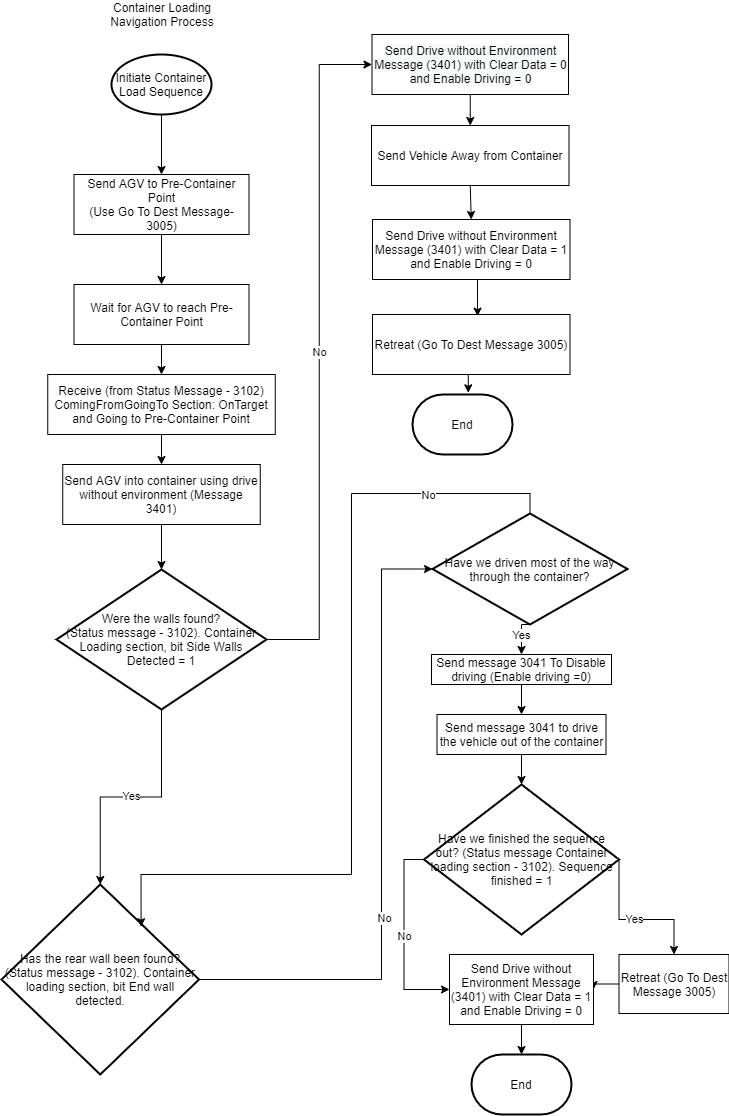 Container Loading
Navigation Process
Initiate Container
Load Sequence
Send AGV to Pre-Container
Point
(Use Go To Dest Message-
3005)
Wait for AGV to reach Pre-
Container Point
Receive (from Status Message - 3102)
ComingFromGoingTo Section: OnTarget
and Going to Pre-Container Point
Send AGV into container using drive
without environment (Message
3401)
Were the walls found?
(Status message - 3102). Container
Loading section, bit Side Walls
Detected = 1
No
Send Drive without Environment
Message (3401) with Clear Data = 0
and Enable Driving = 0
Send Vehicle Away from Container
Send Drive without Environment
Message (3401) with Clear Data = 1
and Enable Driving = 0
Retreat (Go To Dest Message 3005)
End
Yes
Has the rear wall been found?
(Status message - 3102). Container
loading section, bit End wall
detected.
No
No
Have we driven most of the way
through the container?
Yes
Send message 3041 To Disable
driving (Enable driving =0)
Send message 3041 to drive
the vehicle out of the container
Have we finished the sequence
out? (Status message Container
loading section - 3102). Sequence
finished = 1
No
Yes
Retreat (Go To Dest
Message 3005)
Send Drive without
Environment Message
(3401) with Clear Data = 1
and Enable Driving = 0
End